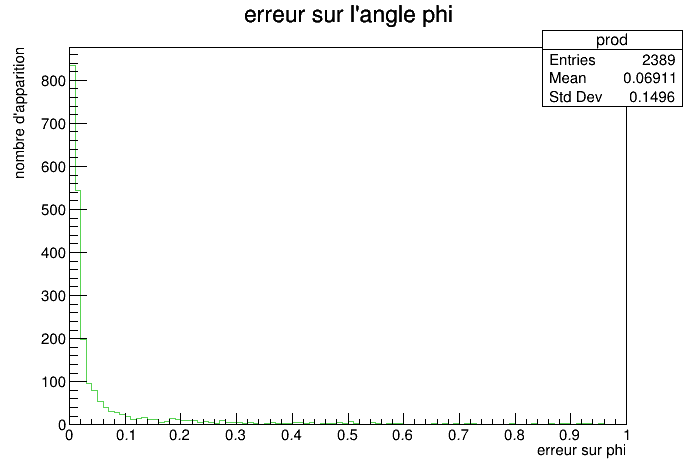 erreur sur l'angle phi
prod
Entries 2389
Mean 0.06911
Std Dev 0.1496
nombre d'apparition
800
700
600
500
400
300
200
100
0
0 0.1 0.2 0.3 0.4 0.5 0.6 0.7 0.8 0.9 1
erreur sur phi